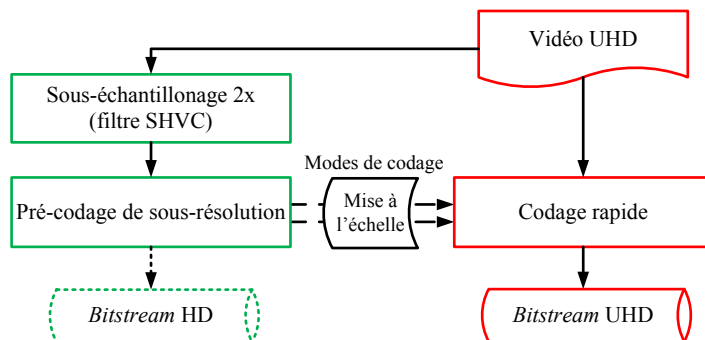 Vidéo UHD
Sous-échantillonage 2x
(filtre SHVC)
Modes de codage
Pré-codage de sous-résolution
Mise à
l'échelle
Codage rapide
Bitstream HD
Bitstream UHD